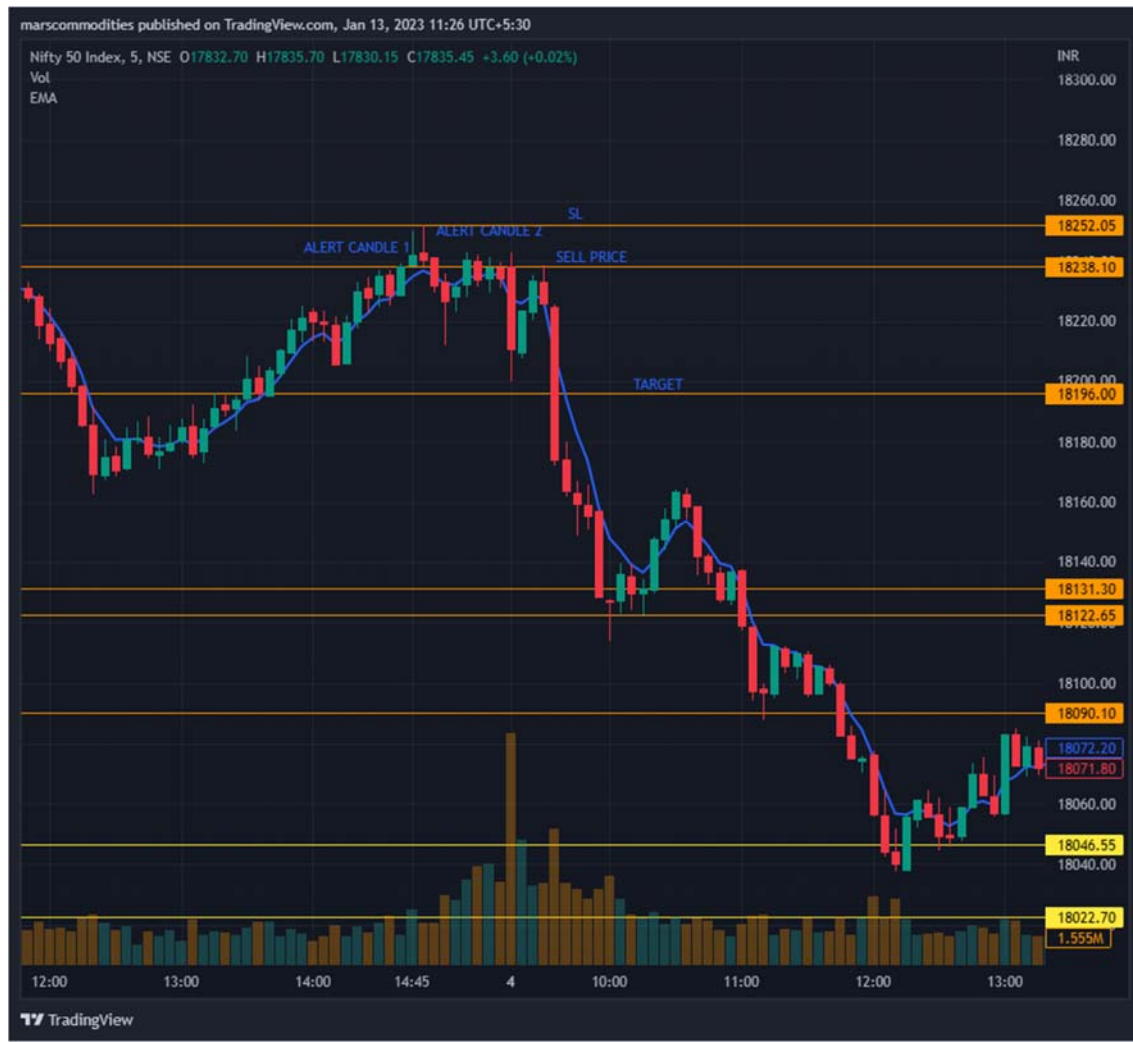 marscommodities published on TradingView.com, Jan 13, 2023 11:26 UTC+5:30
Nifty 50 Index, 5, NSE O17832.70 H17835.70 L17830.15 C17835.45 +3.60 (+0.02%)
INR
Vol
EMA
18300.00
18280.00
18260.00
SL
18252.05
ALERT CANDLE 2
ALERT CANDLE 1
SELL PRICE
18238.10
18220.00
18200.00
TARGET
18196.00
18180.00
18160.00
18140.00
18131.30
18122.65
18100.00
18090.10
18072.20
18071.80
18060.00
18046.55
18040.00
18022.70
1.555M
12:00 13:00 14:00 14:45 4 10:00 11:00 12:00 13:00
TradingView